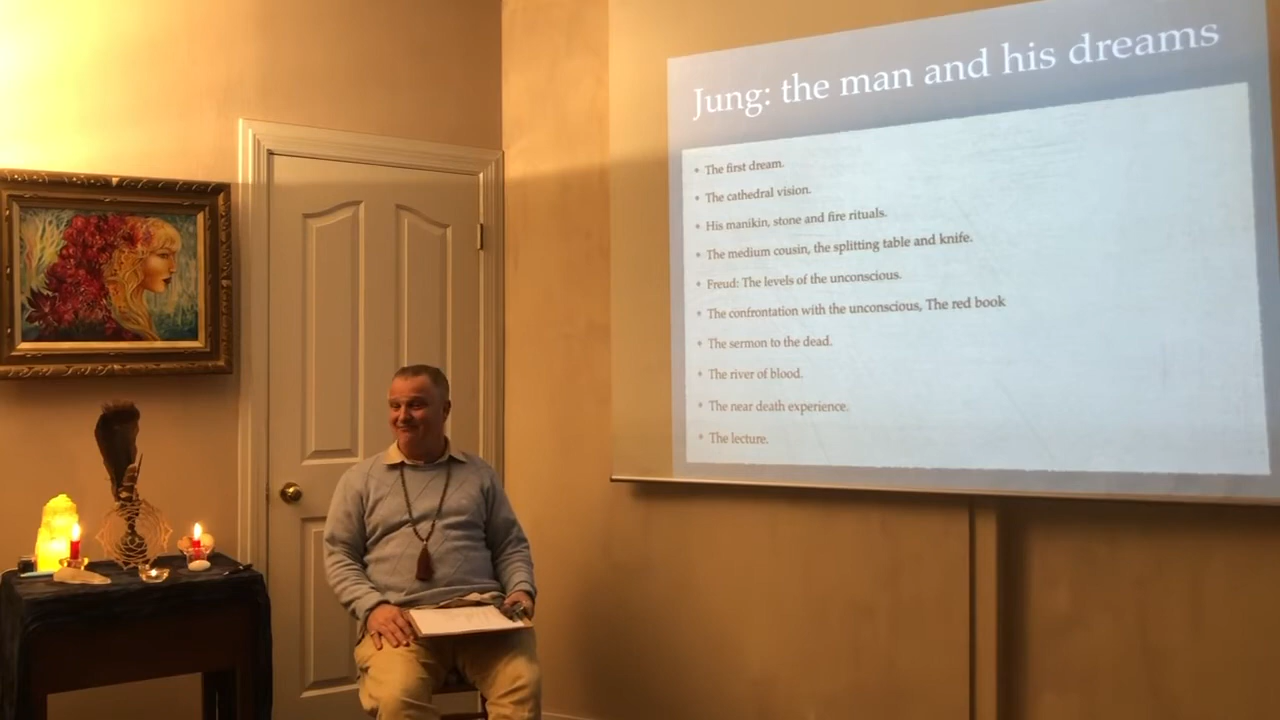 Jung: the man and his dreams
• The first dream.
• The cathedral vision.
• His manikin, stone and fire rituals.
• The medium cousin, the splitting table and knife.
• Freud: The levels of the unconscious.
• The confrontation with the unconscious, The red book
• The sermon to the dead.
• The river of blood.
• The near death experience.
• The lecture.